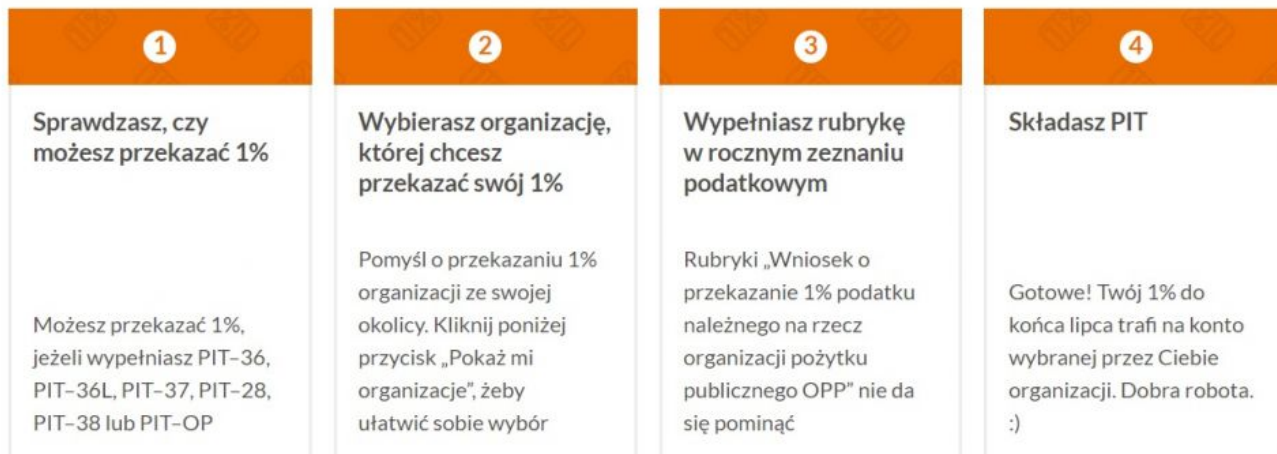 1
Sprawdzasz, czy
możesz przekazać 1%
Możesz przekazać 1%,
jeżeli wypełniasz PIT–36,
PIT–36L, PIT–37, PIT–28,
PIT–38 lub PIT–OP
2
Wybierasz organizację,
której chcesz
przekazać swój 1%
Pomyśl o przekazaniu 1%
organizacji ze swojej
okolicy. Kliknij poniżej
przycisk „Pokaż mi
organizacje”, żeby
ułatwić sobie wybór
3
Wypełniasz rubrykę
w rocznym zeznaniu
podatkowym
Rubryki „Wniosek o
przekazanie 1% podatku
należnego na rzecz
organizacji pożytku
publicznego OPP” nie da
się pominąć
4
Składasz PIT
Gotowe! Twój 1% do
końca lipca trafi na konto
wybranej przez Ciebie
organizacji. Dobra robota.
:)